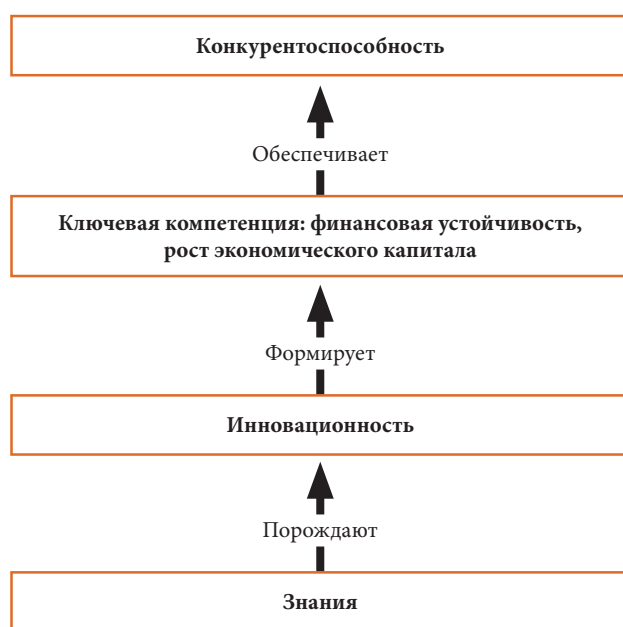 Конкурентоспособность
Обеспечивает
Ключевая компетенция: финансовая устойчивость,
рост экономического капитала
Формирует
Инновационность
Порождают
Знания